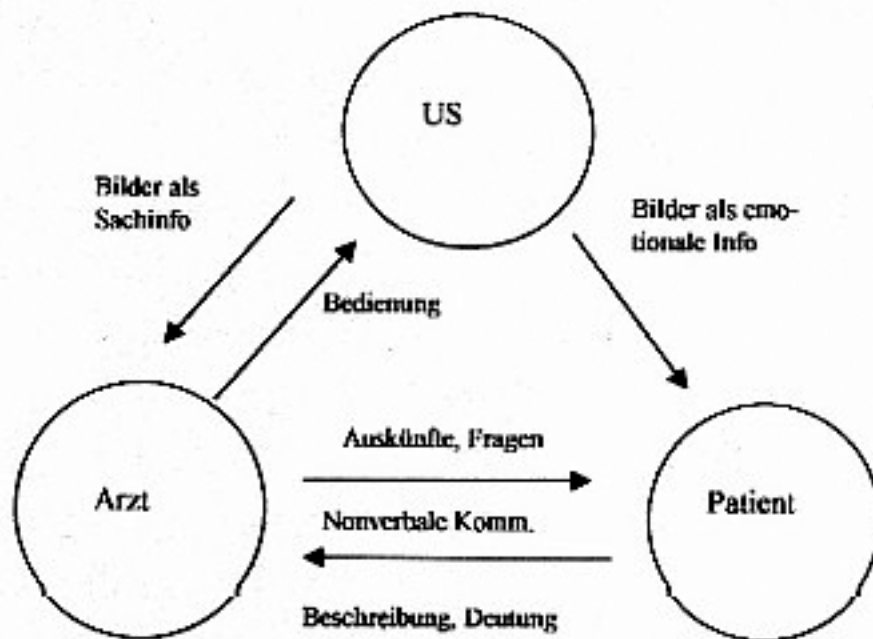 US
Bilder als
Sachinfo
Bilder als emo-
tionale Info
Bedienung
Auskünfte, Fragen
Arzt
Patient
Nonverbale Komm.
Beschreibung, Deutung